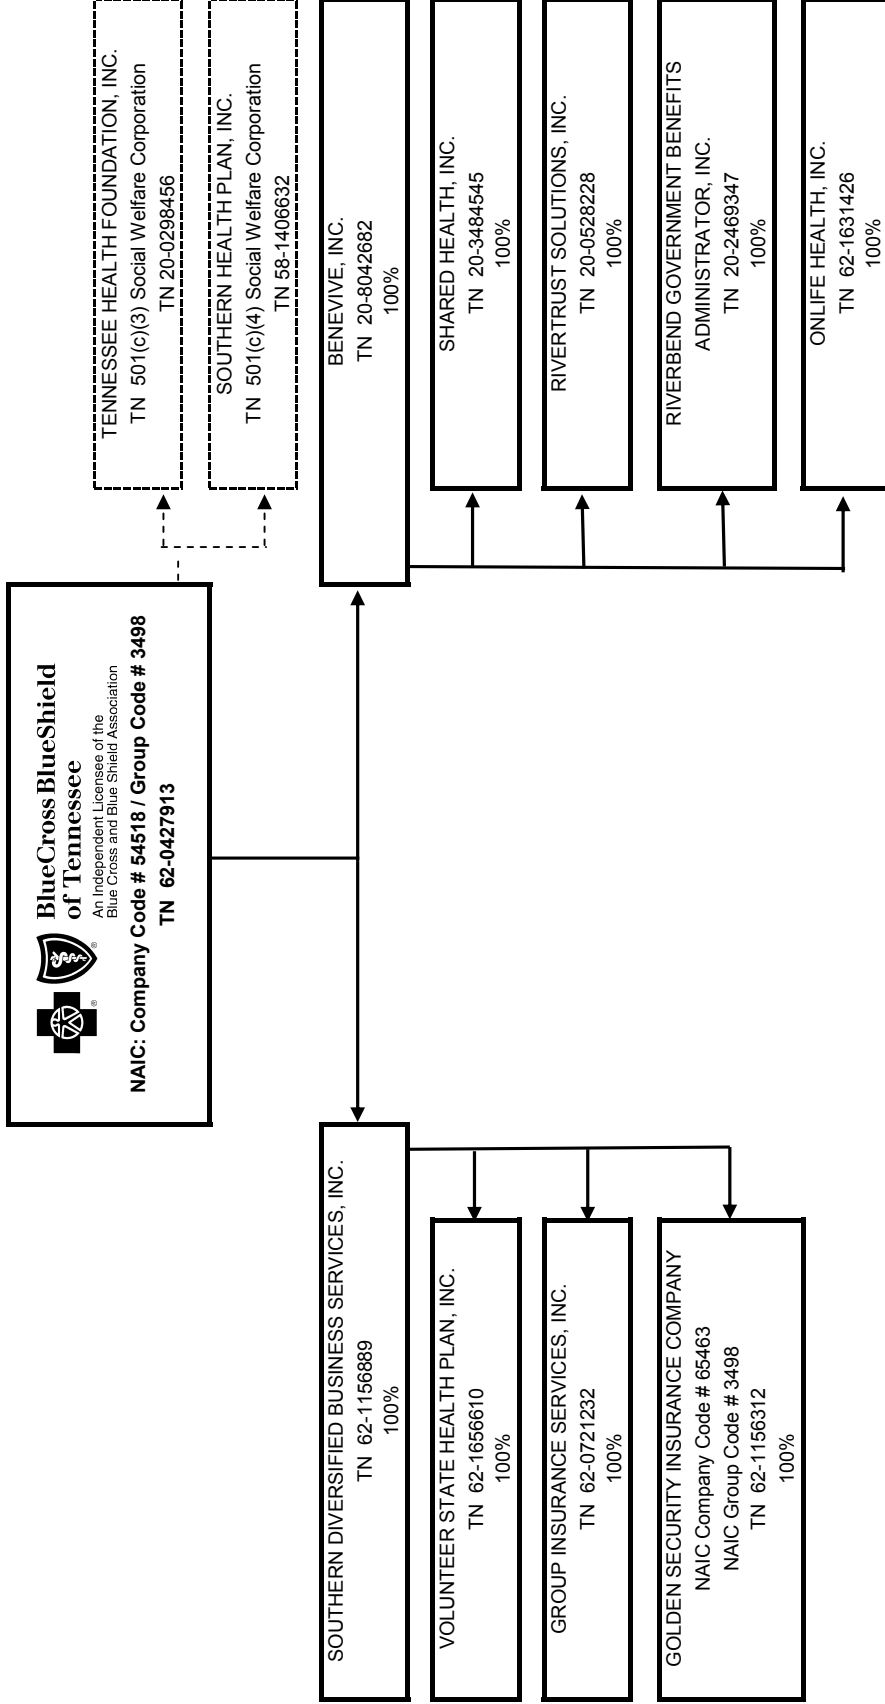 BlueCross BlueShield
of Tennessee
An Independent Licensee of the
Blue Cross and Blue Shield Association
®
®
NAIC: Company Code # 54518 / Group Code # 3498
TN 62-0427913
TENNESSEE HEALTH FOUNDATION, INC.
TN 501(c)(3) Social Welfare Corporation
TN 20-0298456
SOUTHERN HEALTH PLAN, INC.
TN 501(c)(4) Social Welfare Corporation
TN 58-1406632
SOUTHERN DIVERSIFIED BUSINESS SERVICES, INC.
TN 62-1156889
100%
VOLUNTEER STATE HEALTH PLAN, INC.
TN 62-1656610
100%
GROUP INSURANCE SERVICES, INC.
TN 62-0721232
100%
GOLDEN SECURITY INSURANCE COMPANY
NAIC Company Code # 65463
NAIC Group Code # 3498
TN 62-1156312
100%
BENEVIVE, INC.
TN 20-8042682
100%
SHARED HEALTH, INC.
TN 20-3484545
100%
RIVERTRUST SOLUTIONS, INC.
TN 20-0528228
100%
RIVERBEND GOVERNMENT BENEFITS
ADMINISTRATOR, INC.
TN 20-2469347
100%
ONLIFE HEALTH, INC.
TN 62-1631426
100%